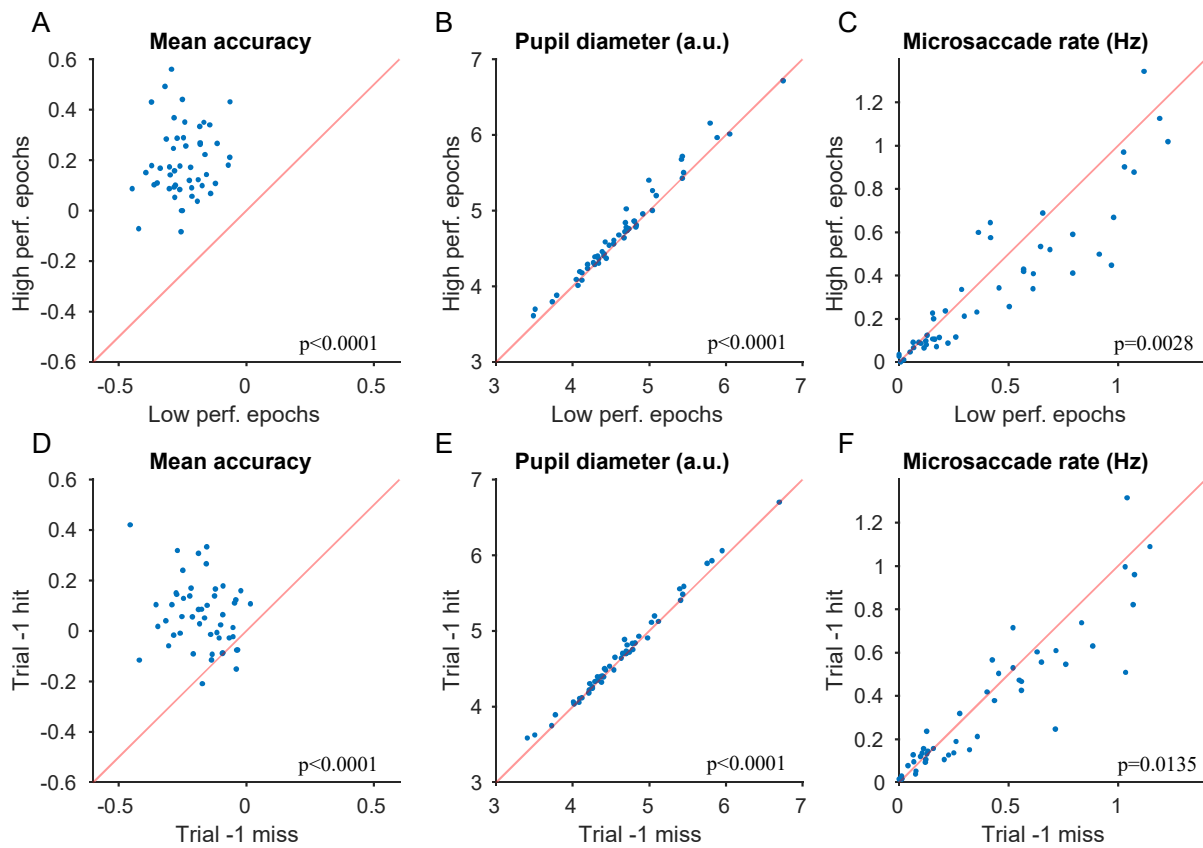 A
Mean accuracy
0.6
0.4
0.2
0
-0.2
-0.4
-0.6
High perf. epochs
p<0.0001
-0.5
0
0.5
Low perf. epochs
B
Pupil diameter (a.u.)
7
6
5
4
3
High perf. epochs
p<0.0001
3
4
5
6
7
Low perf. epochs
C
Microsaccade rate (Hz)
1.2
1
0.8
0.6
0.4
0.2
0
High perf. epochs
p=0.0028
0
0.5
1
Low perf. epochs
D
Mean accuracy
0.6
0.4
0.2
0
-0.2
-0.4
-0.6
Trial -1 hit
p<0.0001
-0.5
0
0.5
Trial -1 miss
E
Pupil diameter (a.u.)
7
6
5
4
3
Trial -1 hit
p<0.0001
3
4
5
6
7
Trial -1 miss
F
Microsaccade rate (Hz)
1.2
1
0.8
0.6
0.4
0.2
0
Trial -1 hit
p=0.0135
0
0.5
1
Trial -1 miss